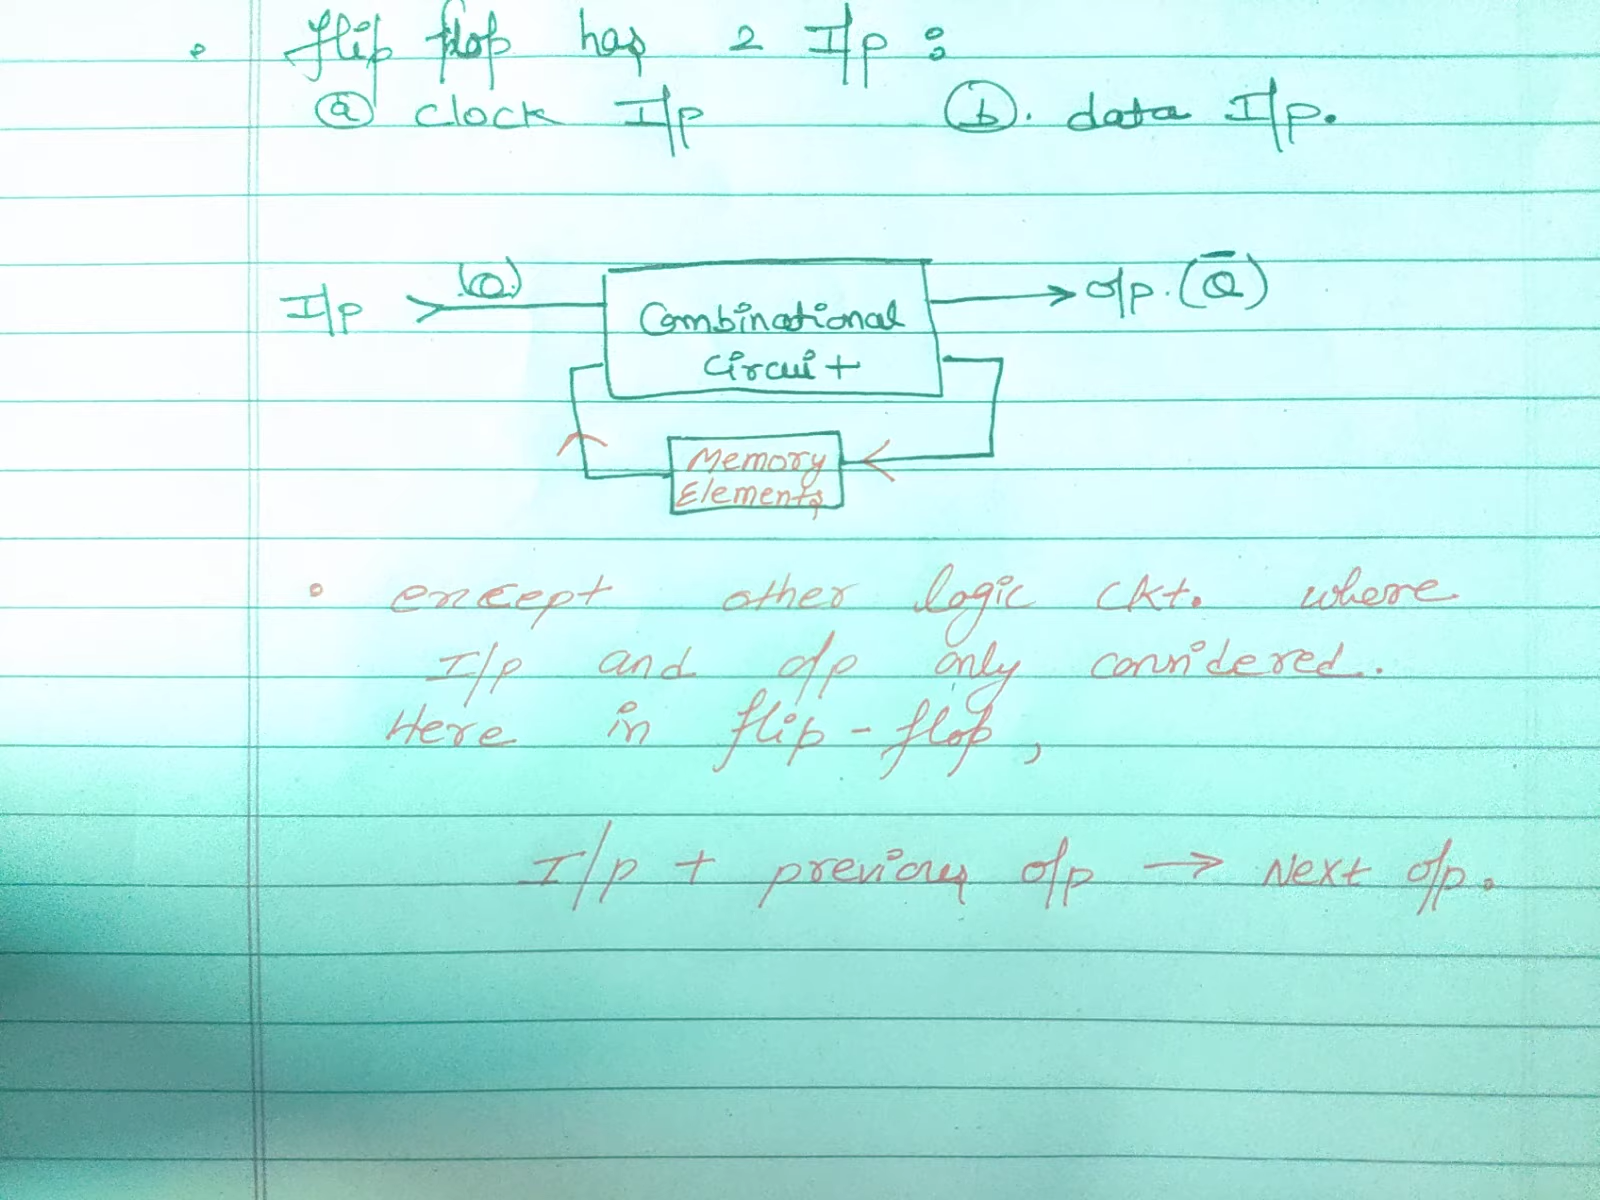 • flip flop has 2 I/p :
ⓐ clock I/p ⓑ. data I/p.
I/p (Q) Combinational Circuit o/p. (Q̄)
Memory
Elements
• except other logic ckt. where
I/p and o/p only considered.
Here in flip-flop,
I/p + previous o/p → Next o/p.